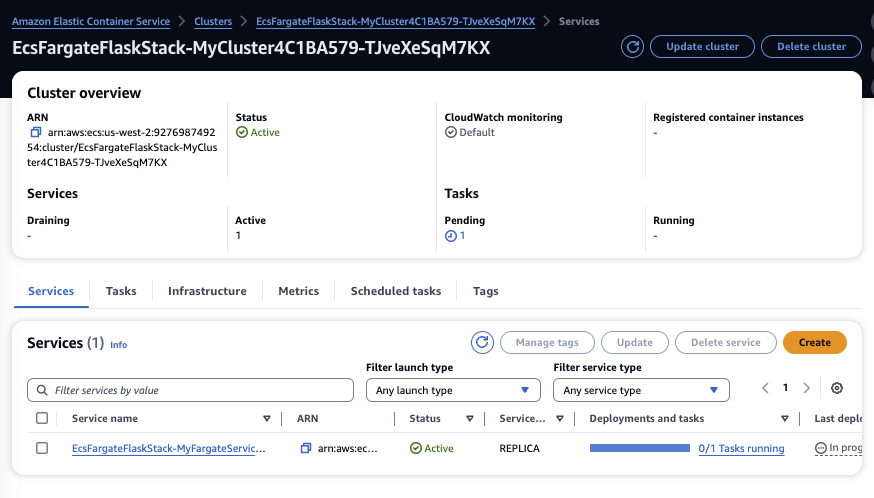 Amazon Elastic Container Service > Clusters > EcsFargateFlaskStack-MyCluster4C1BA579-TJveXeSqM7KX > Services
EcsFargateFlaskStack-MyCluster4C1BA579-TJveXeSqM7KX
Update cluster
Delete cluster
Cluster overview
ARN
arn:aws:ecs:us-west-2:9276987492
54:cluster/EcsFargateFlaskStack-MyClus
ter4C1BA579-TJveXeSqM7KX
Status
Active
CloudWatch monitoring
Default
Registered container instances
-
Services
Draining
-
Active
1
Tasks
Pending
1
Running
-
Services Tasks Infrastructure Metrics Scheduled tasks Tags
Services (1) Info
Manage tags
Update
Delete service
Create
Filter launch type
Filter service type
Filter services by value
Any launch type
Any service type
1
Service name ARN Status Service... Deployments and tasks Last deplo
EcsFargateFlaskStack-MyFargateServic... arn:aws:ec... Active REPLICA 0/1 Tasks running In prog